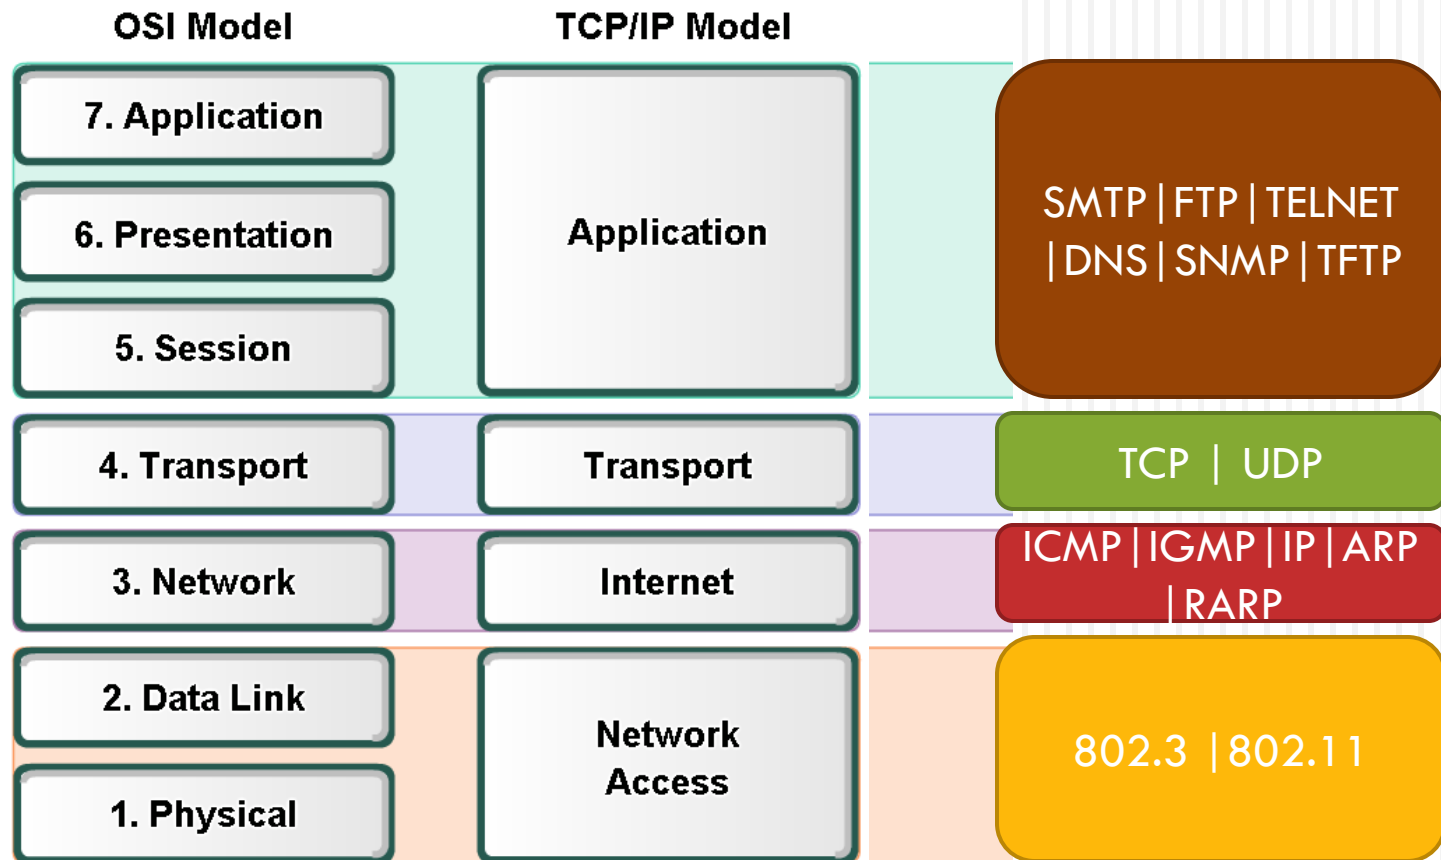 OSI Model
TCP/IP Model
7. Application
6. Presentation
5. Session
Application
SMTP|FTP|TELNET
|DNS|SNMP|TFTP
4. Transport
Transport
TCP | UDP
3. Network
Internet
ICMP|IGMP|IP|ARP
|RARP
2. Data Link
1. Physical
Network
Access
802.3 |802.11